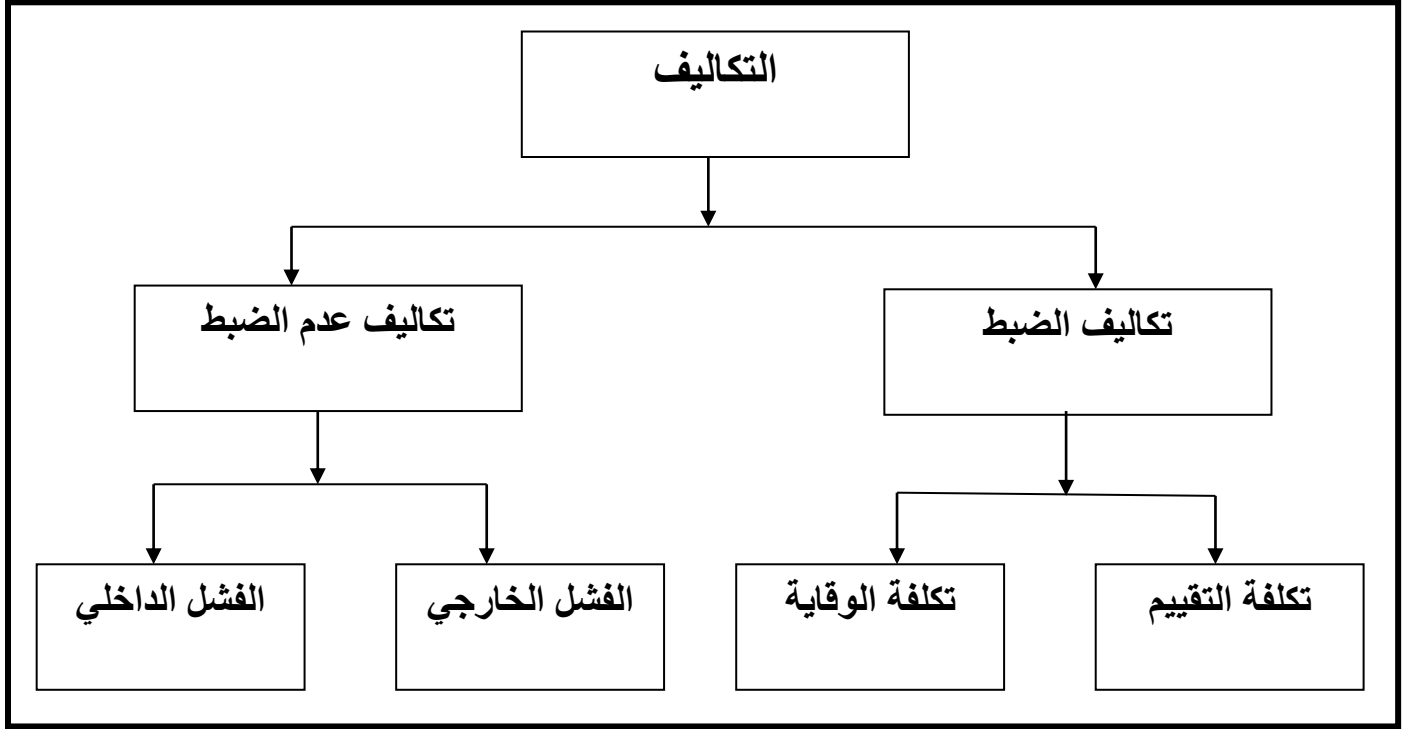 التكاليف
تكاليف الضبط
تكاليف عدم الضبط
تكلفة التقييم
تكلفة الوقاية
الفشل الخارجي
الفشل الداخلي